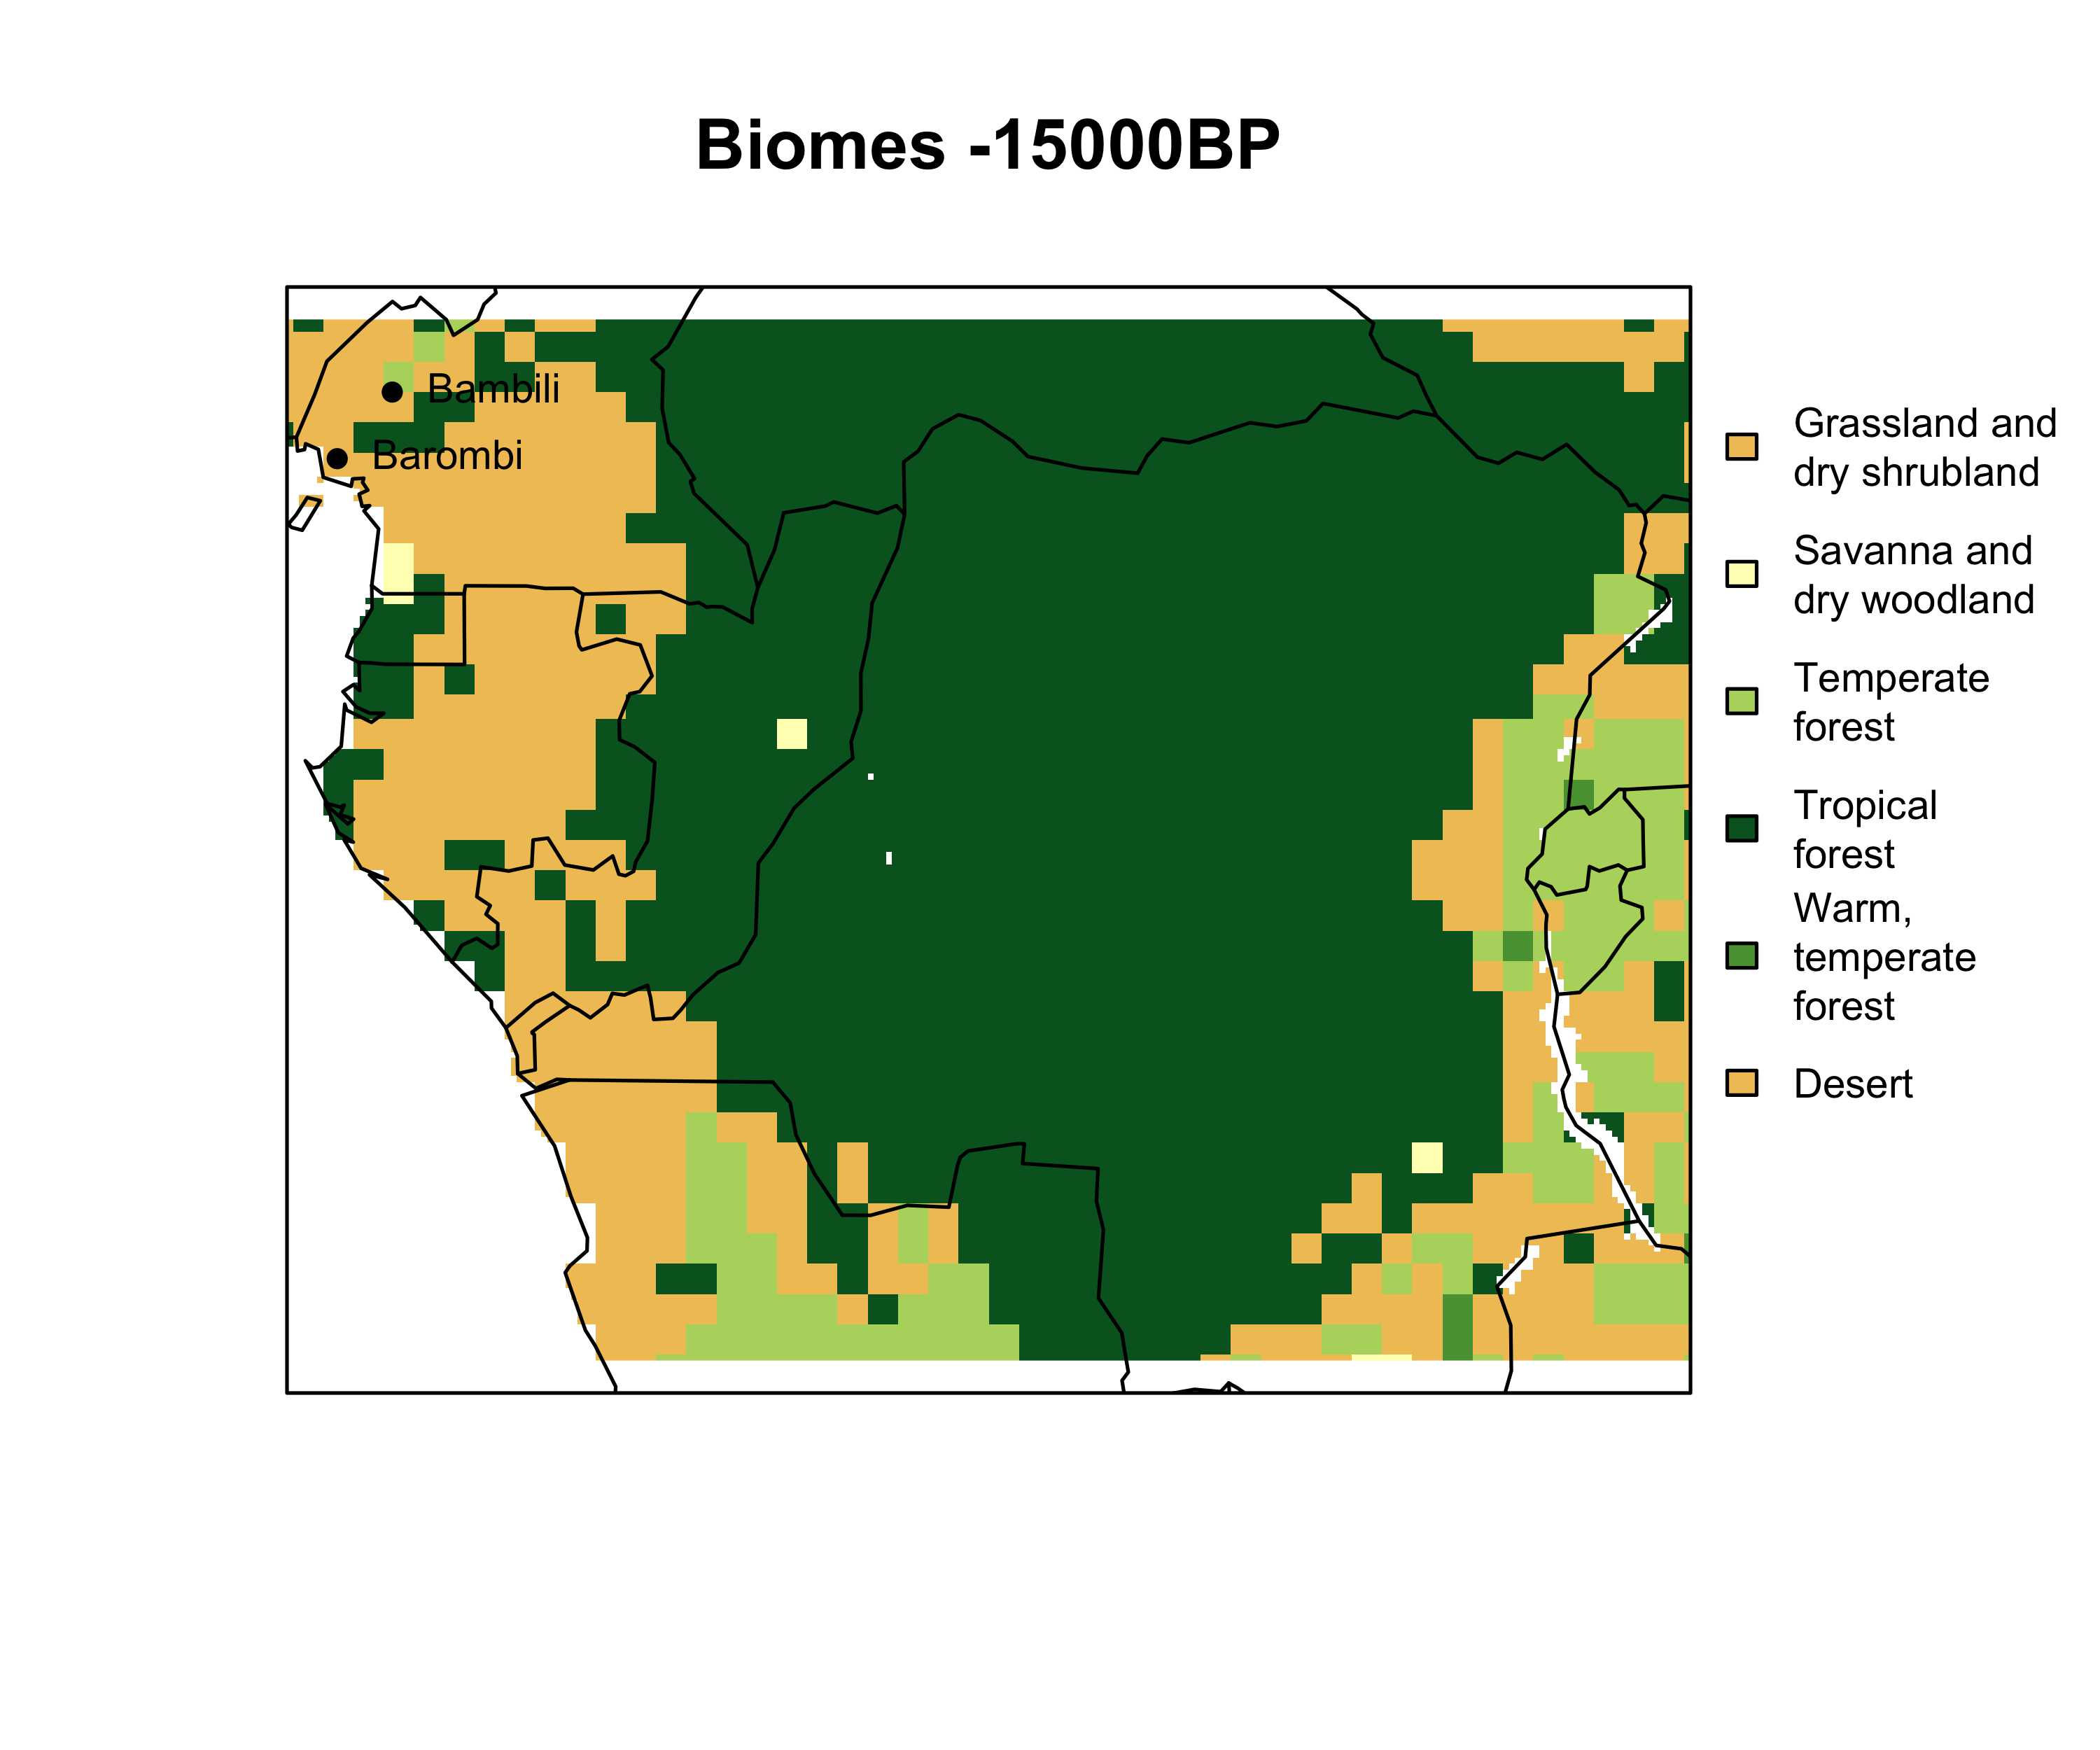 Biomes -15000BP
Bambili
Barombi
Grassland and
dry shrubland
Savanna and
dry woodland
Temperate
forest
Tropical
forest
Warm,
temperate
forest
Desert